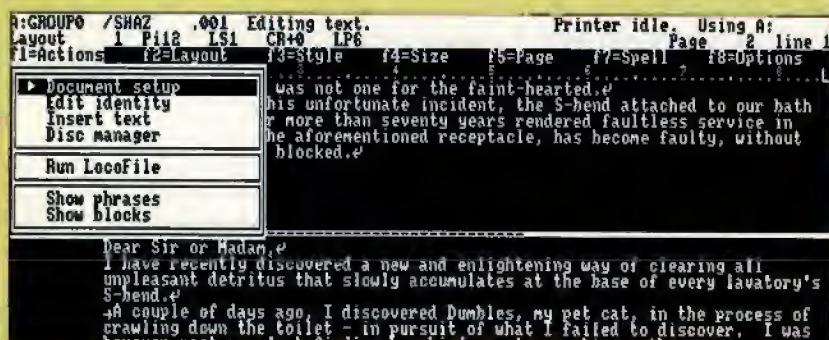 A:GROUP0 /SHAZ .001 Editing text. Printer idle. Using A:
Layout 1 Pi12 LS1 CR+0 LP6 Page 2 line 1
f1=Actions f2=Layout f3=Style f4=Size f5=Page f7=Spell f8=Options
Document setup
Edit identity
Insert text
Disc manager
Run LocoFile
Show phrases
Show blocks
was not one for the faint-hearted.
his unfortunate incident, the S-bend attached to our bath
r more than seventy years rendered faultless service in
he aforementioned receptacle, has become faulty, without
blocked.
Dear Sir or Madam,
I have recently discovered a new and enlightening way of clearing all
unpleasant detritus that slowly accumulates at the base of every lavatory's
S-bend.
A couple of days ago, I discovered Dumbles, my pet cat, in the process of
crawling down the toilet - in pursuit of what I failed to discover. I was